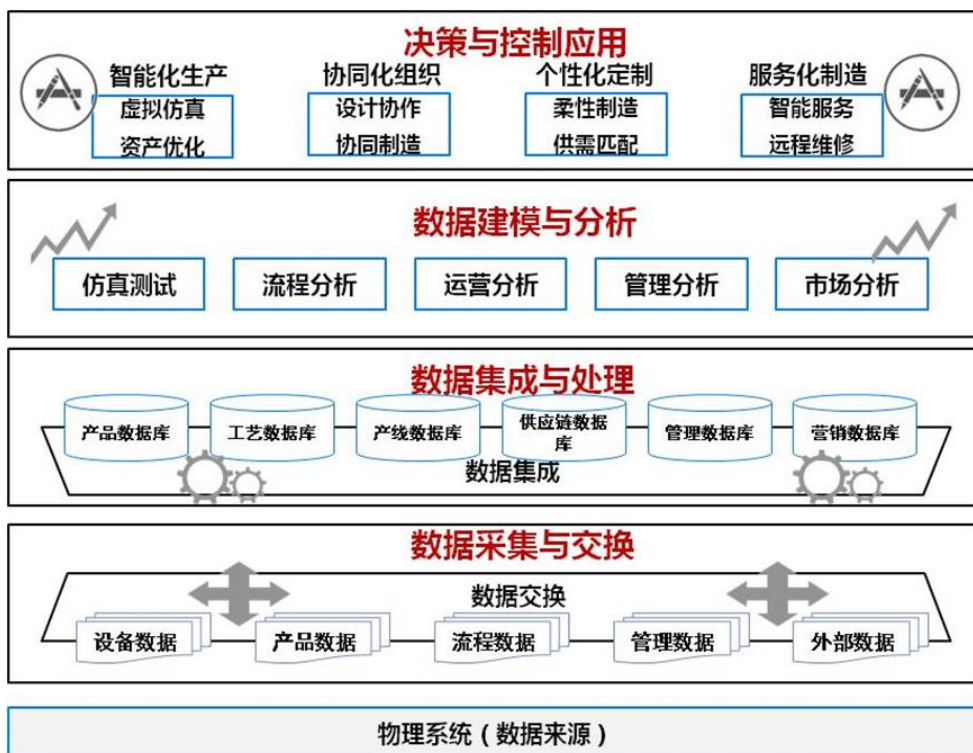 决策与控制应用
智能化生产
协同化组织
个性化定制
服务化制造
虚拟仿真
设计协作
柔性制造
智能服务
资产优化
协同制造
供需匹配
远程维修
数据建模与分析
仿真测试
流程分析
运营分析
管理分析
市场分析
数据集成与处理
产品数据库
工艺数据库
产线数据库
供应链数据
库
管理数据库
营销数据库
数据集成
数据采集与交换
数据交换
设备数据
产品数据
流程数据
管理数据
外部数据
物理系统（数据来源）